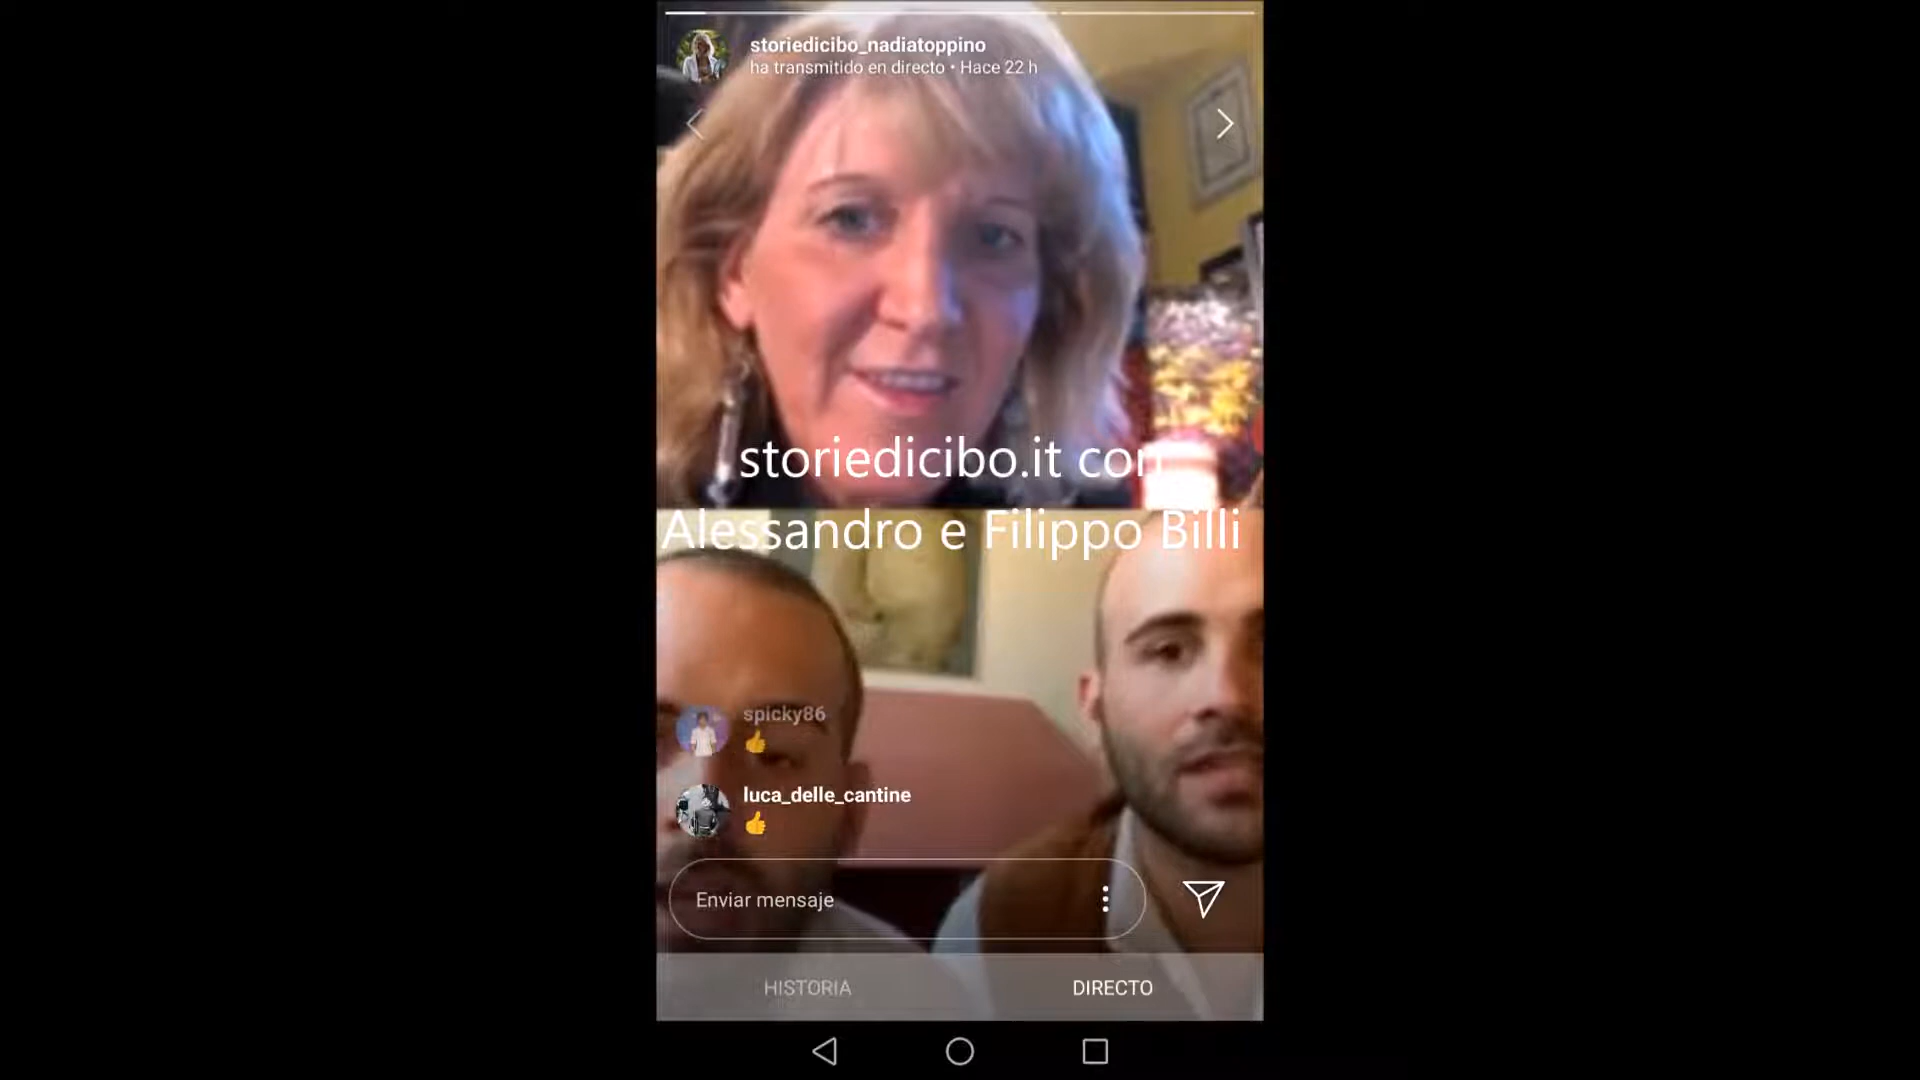 storiedicibo_nadiatoppino
ha transmitido en directo • Hace 22 h
storiedicibo.it con
Alessandro e Filippo Billi
spicky86
👍
luca_delle_cantine
👍
Enviar mensaje
HISTORIA
DIRECTO